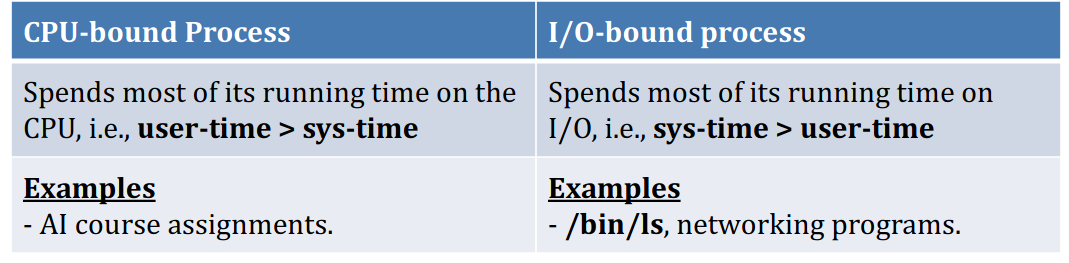 CPU-bound Process
I/O-bound process
Spends most of its running time on the
CPU, i.e., user-time > sys-time
Spends most of its running time on
I/O, i.e., sys-time > user-time
Examples
- AI course assignments.
Examples
- /bin/ls, networking programs.